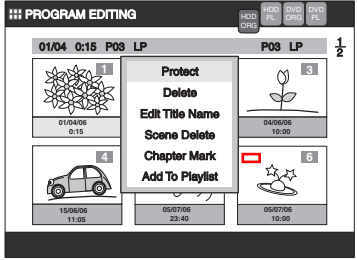 PROGRAM EDITING
HDD ORG
HDD PL
DVD ORG
DVD PL
01/04 0:15 P03 LP P03 LP
1/2
1
3
Protect
Delete
Edit Title Name
Scene Delete
Chapter Mark
Add To Playlist
01/04/06
0:15
04/06/06
10:00
4
6
15/06/06
11:05
05/07/06
23:40
05/07/06
10:00